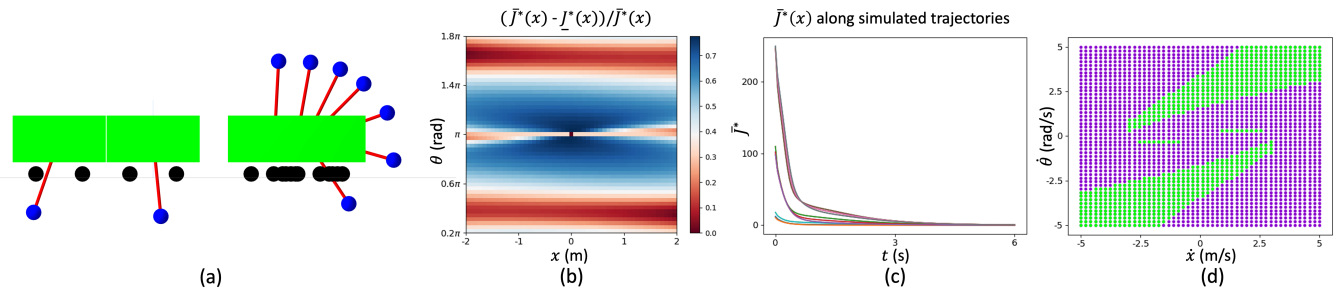 (J̄*(x) - J̲*(x))/J̄*(x)
1.8π
1.4π
π
0.6π
0.2π
θ (rad)
-2
-1
0
1
2
x (m)
0.7
0.6
0.5
0.4
0.3
0.2
0.1
0.0
J̄*(x) along simulated trajectories
200
100
0
J̄*
0
3
6
t (s)
5
2.5
0
-2.5
-5
θ̇ (rad/s)
-5
-2.5
0
2.5
5
ẋ (m/s)
(a)
(b)
(c)
(d)